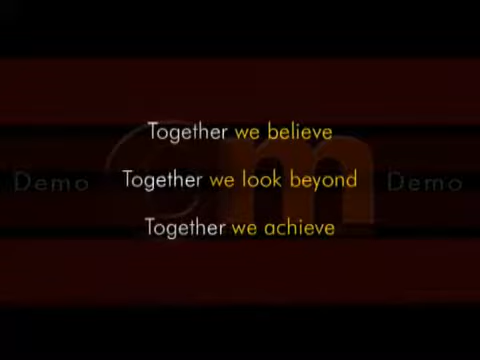 Together we believe
Demo Together we look beyond Demo
Together we achieve